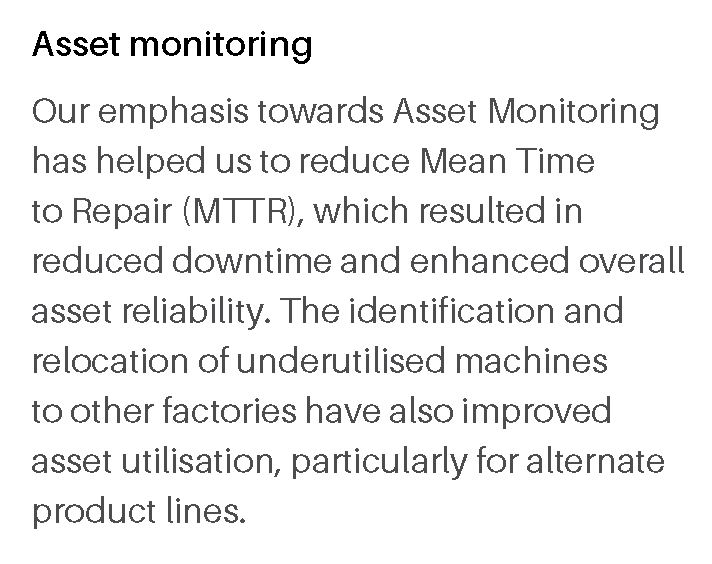 Asset monitoring
Our emphasis towards Asset Monitoring
has helped us to reduce Mean Time
to Repair (MTTR), which resulted in
reduced downtime and enhanced overall
asset reliability. The identification and
relocation of underutilised machines
to other factories have also improved
asset utilisation, particularly for alternate
product lines.